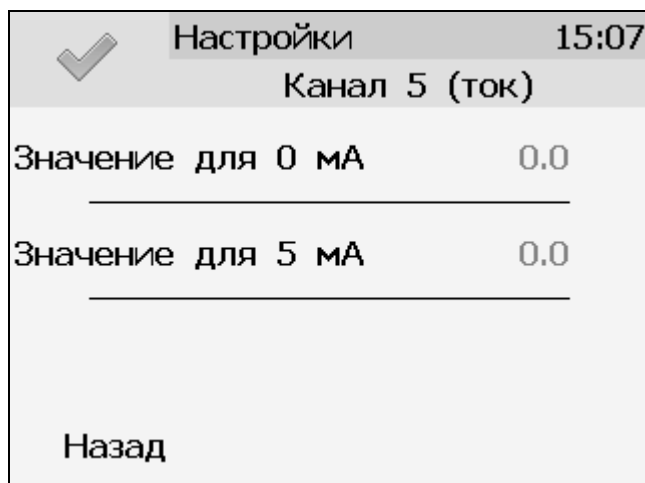 Настройки 15:07
Канал 5 (ток)
Значение для 0 мА 0.0
Значение для 5 мА 0.0
Назад